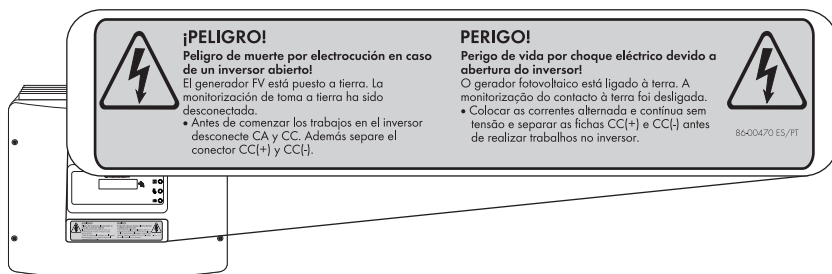 ¡PELIGRO!
Peligro de muerte por electrocución en caso
de un inversor abierto!
El generador FV está puesto a tierra. La
monitorización de toma a tierra ha sido
desconectada.
• Antes de comenzar los trabajos en el inversor
desconecte CA y CC. Además separe el
conector CC(+) y CC(-).
PERIGO!
Perigo de vida por choque eléctrico devido a
abertura do inversor!
O gerador fotovoltaico está ligado à terra. A
monitorização do contacto à terra foi desligada.
• Colocar as correntes alternada e contínua sem
tensão e separar as fichas CC(+) e CC(-) antes
de realizar trabalhos no inversor.
86-00470 ES/PT